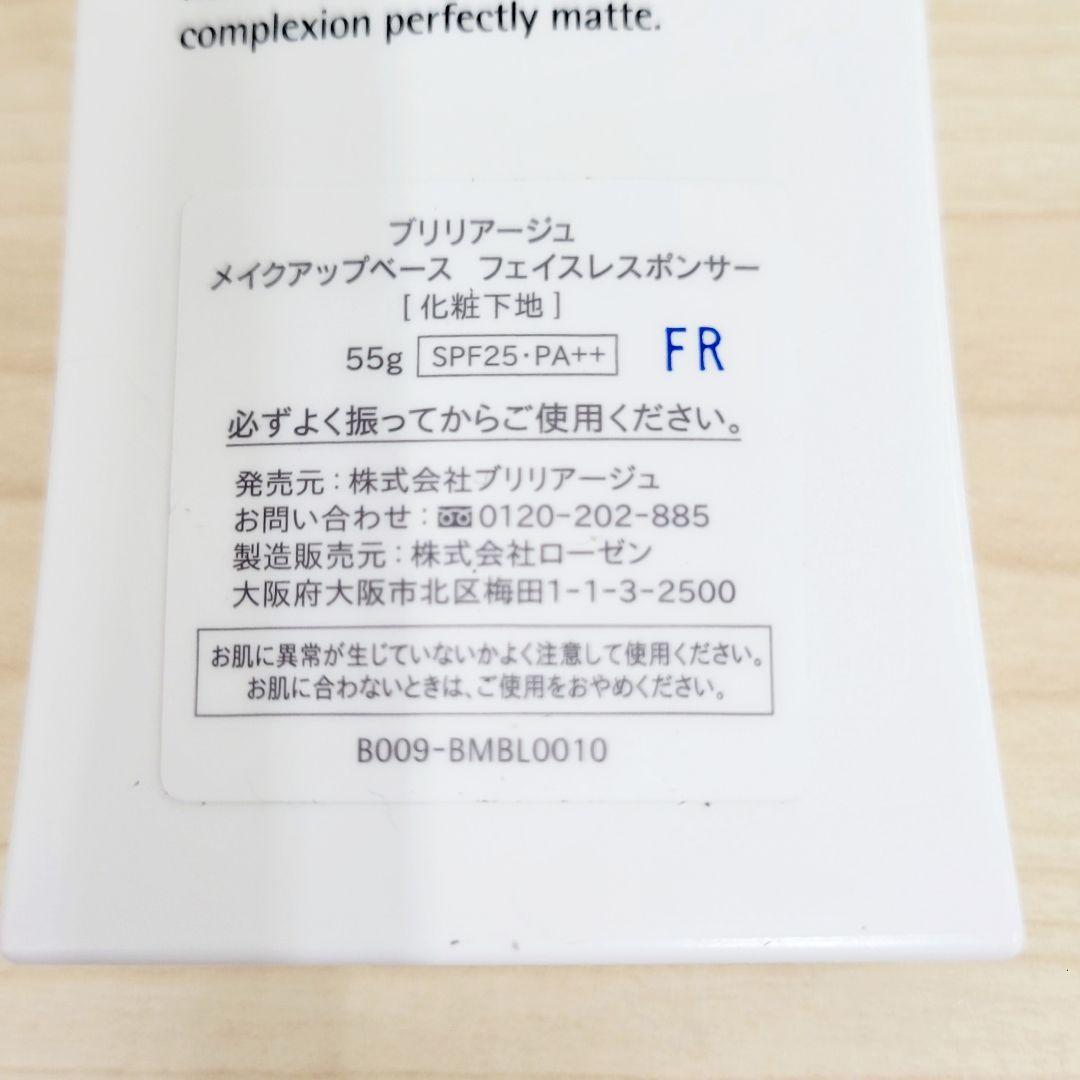 complexion perfectly matte.
ブリリアージュ
メイクアップベース フェイスレスポンサー
[ 化粧下地 ]
55g SPF25・PA++ FR
必ずよく振ってからご使用ください。
発売元:株式会社ブリリアージュ
お問い合わせ:0120-202-885
製造販売元:株式会社ローゼン
大阪府大阪市北区梅田1-1-3-2500
お肌に異常が生じていないかよく注意して使用ください。
お肌に合わないときは、ご使用をおやめください。
B009-BMBL0010